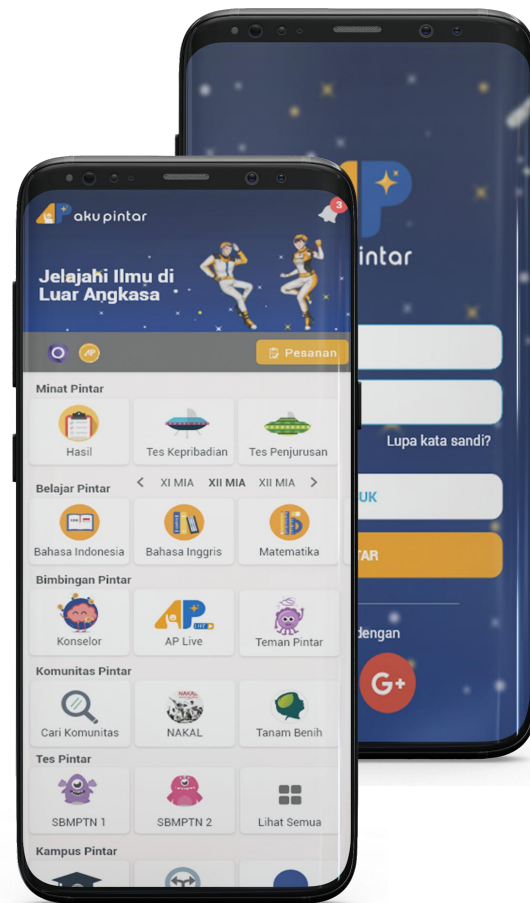 AP aku pintar
3
Jelajahi Ilmu di
Luar Angkasa
AP
Pesanan
Minat Pintar
Hasil
Tes Kepribadian
Tes Penjurusan
Belajar Pintar
< XI MIA XII MIA XII MIA >
Bahasa Indonesia
Bahasa Inggris
Matematika
Bimbingan Pintar
AP LIVE
Konselor
AP Live
Teman Pintar
Komunitas Pintar
NAKAL
Cari Komunitas
NAKAL
Tanam Benih
Tes Pintar
SBMPTN 1
SBMPTN 2
Lihat Semua
Kampus Pintar
AP
intar
Lupa kata sandi?
UK
TAR
dengan
G+